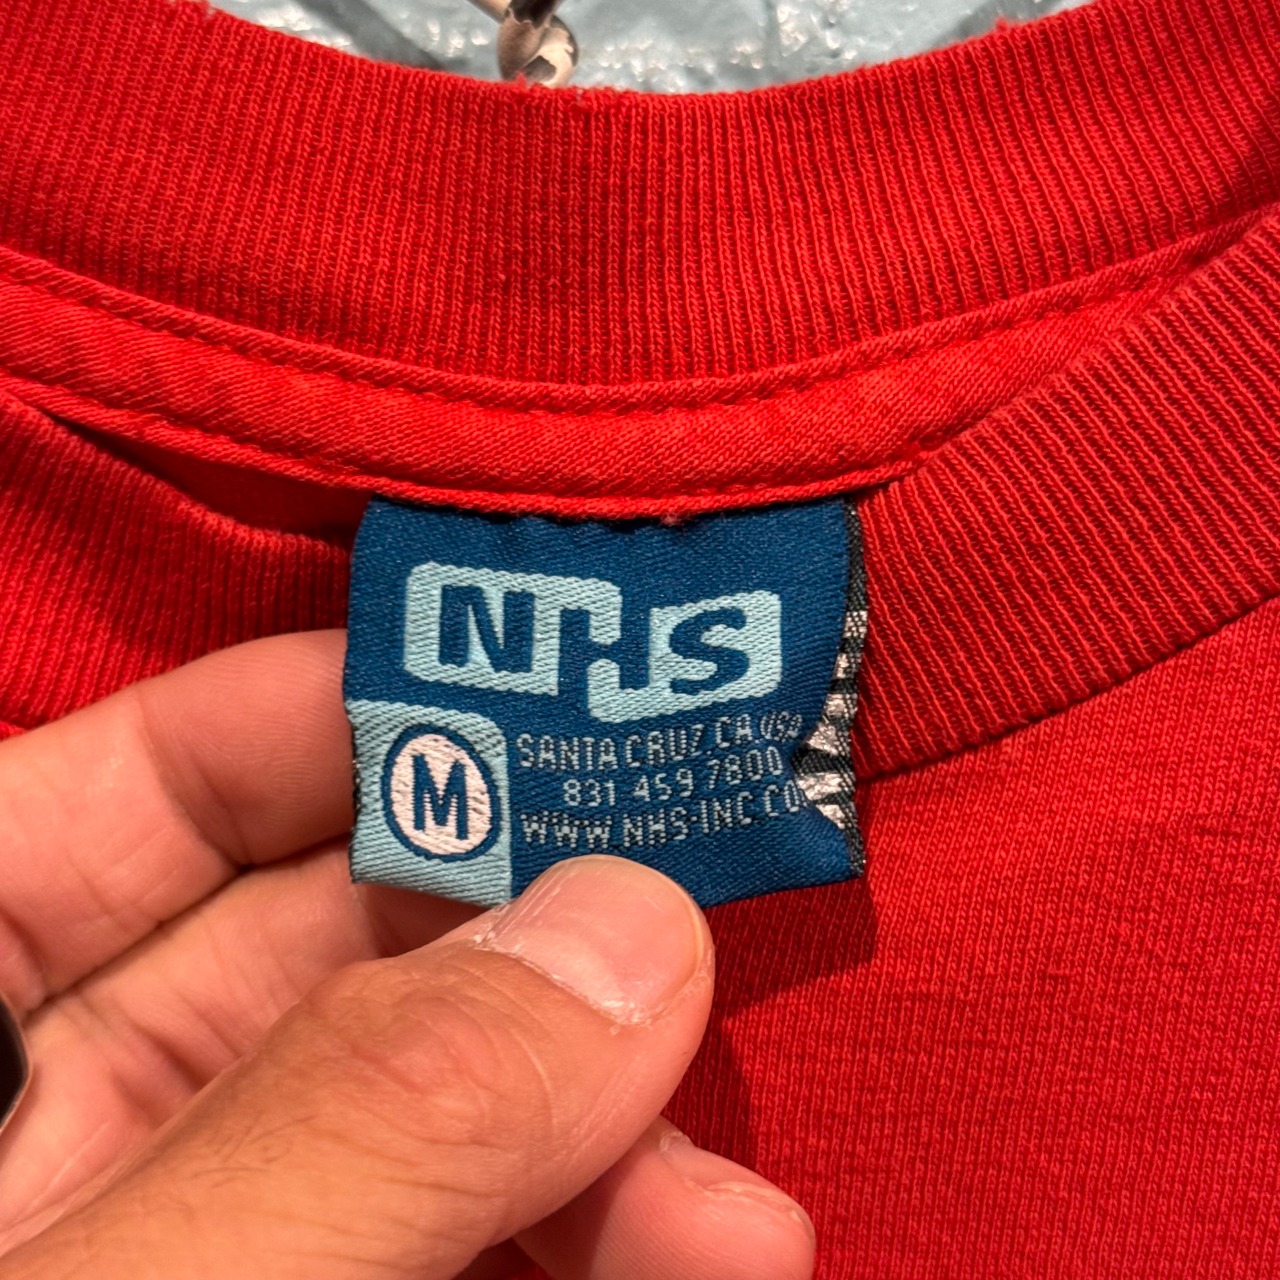 NHS
M
SANTA CRUZ CA USA
831 459 7800
WWW.NHS-INC.CO